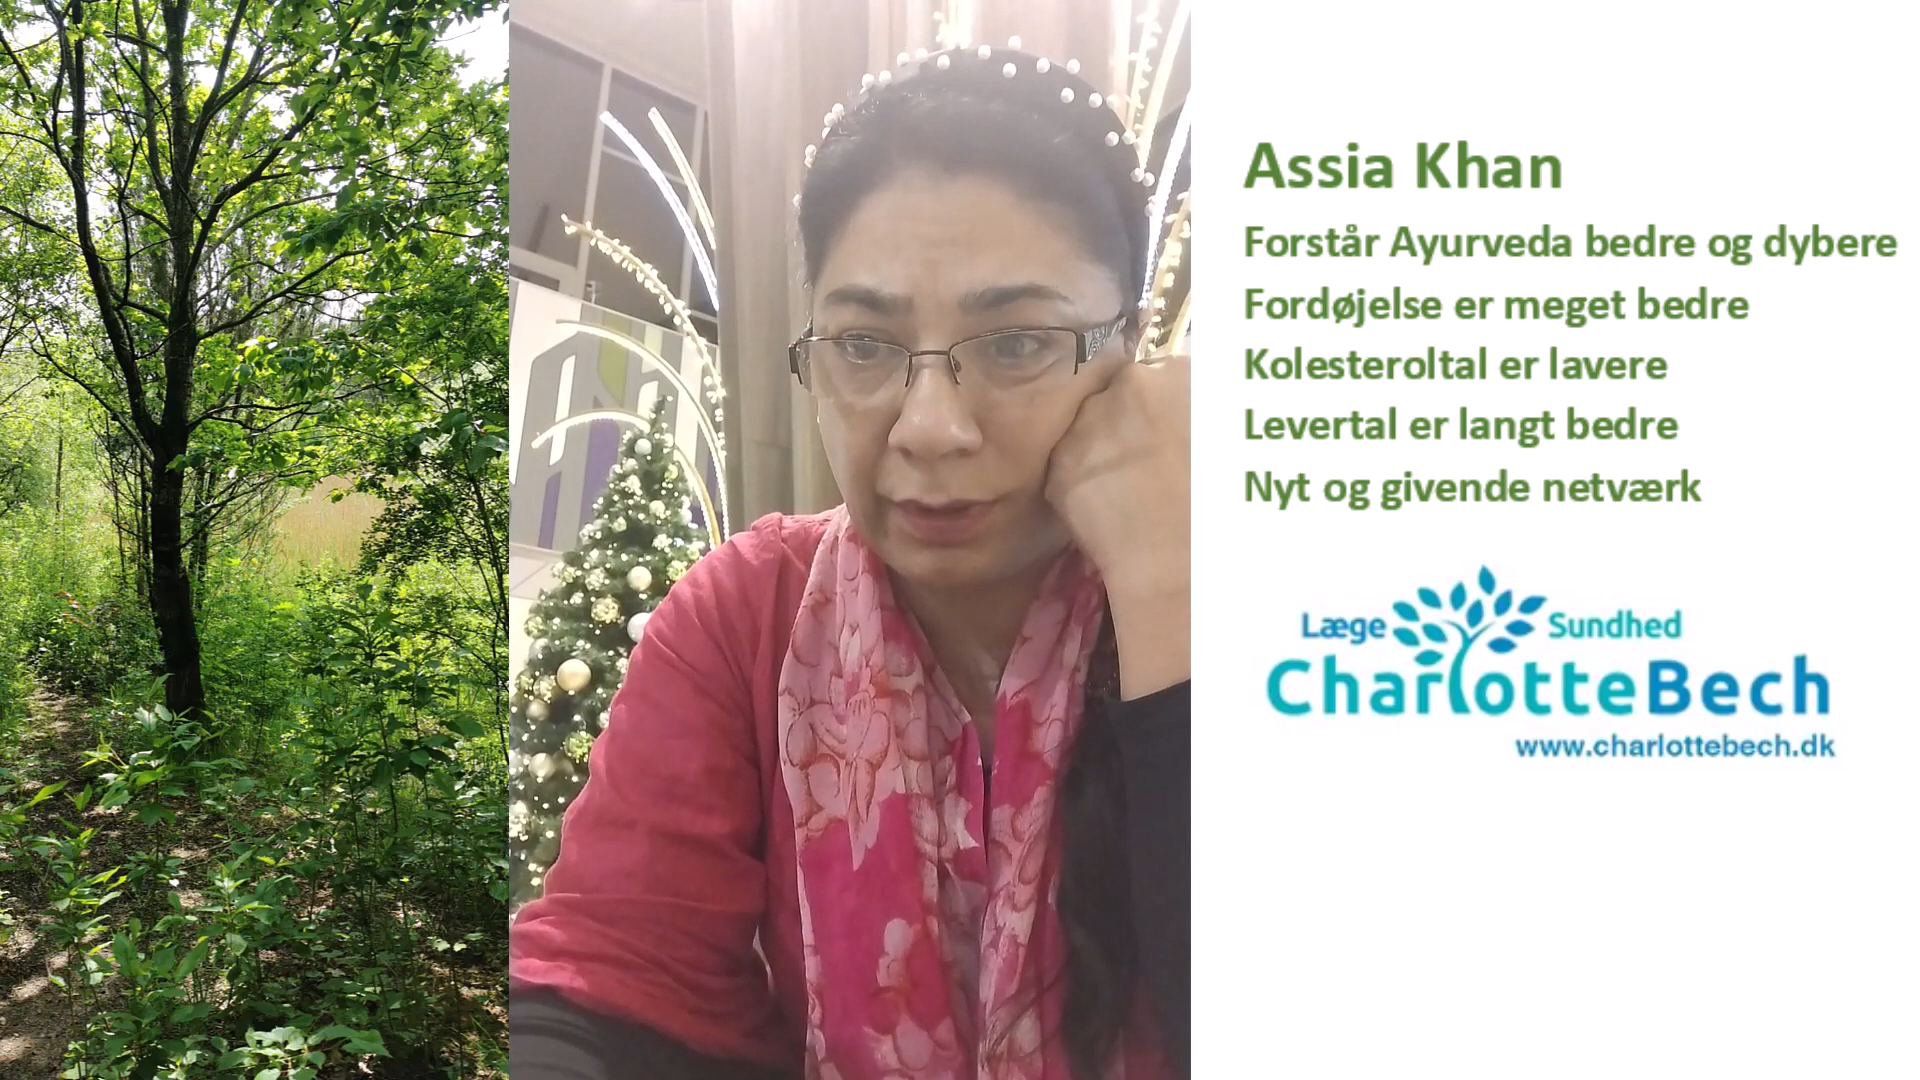 Assia Khan
Forstår Ayurveda bedre og dybere
Fordøjelse er meget bedre
Kolesteroltal er lavere
Levertal er langt bedre
Nyt og givende netværk
Læge Sundhed
CharlotteBech
www.charlottebech.dk